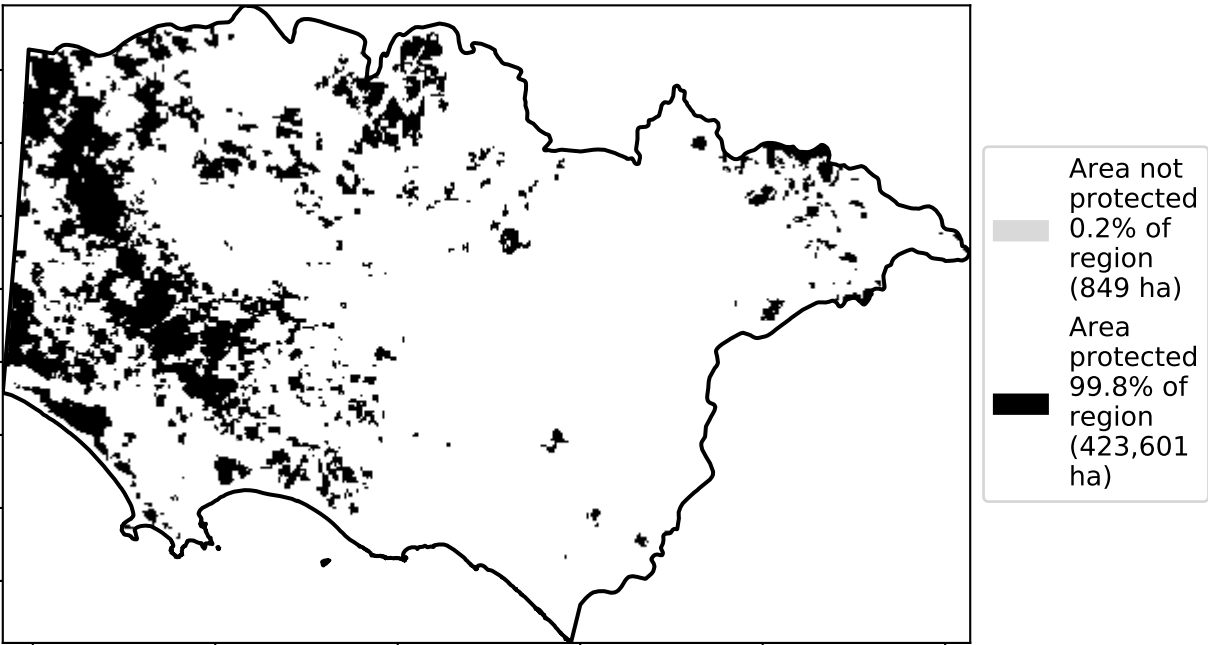 Area not
protected
0.2% of
region
(849 ha)
Area
protected
99.8% of
region
(423,601
ha)